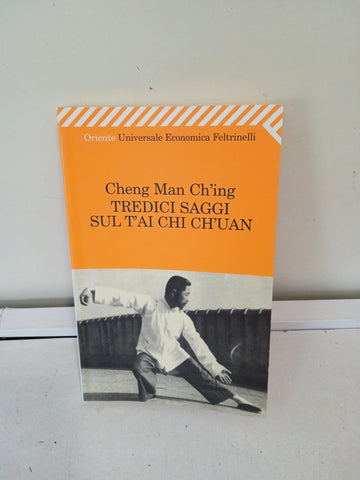 Oriente Universale Economica Feltrinelli
Cheng Man Ch'ing
TREDICI SAGGI
SUL T'AI CHI CH'UAN